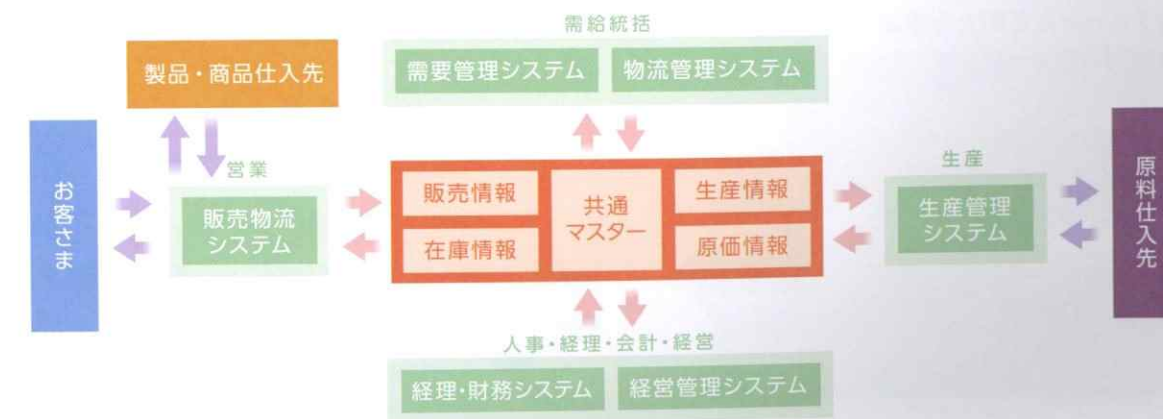 需給統括
製品・商品仕入先
需要管理システム
物流管理システム
お客さま
営業
販売物流
システム
販売情報
在庫情報
共通
マスター
生産情報
原価情報
生産
生産管理
システム
原料仕入先
人事・経理・会計・経営
経理・財務システム
経営管理システム